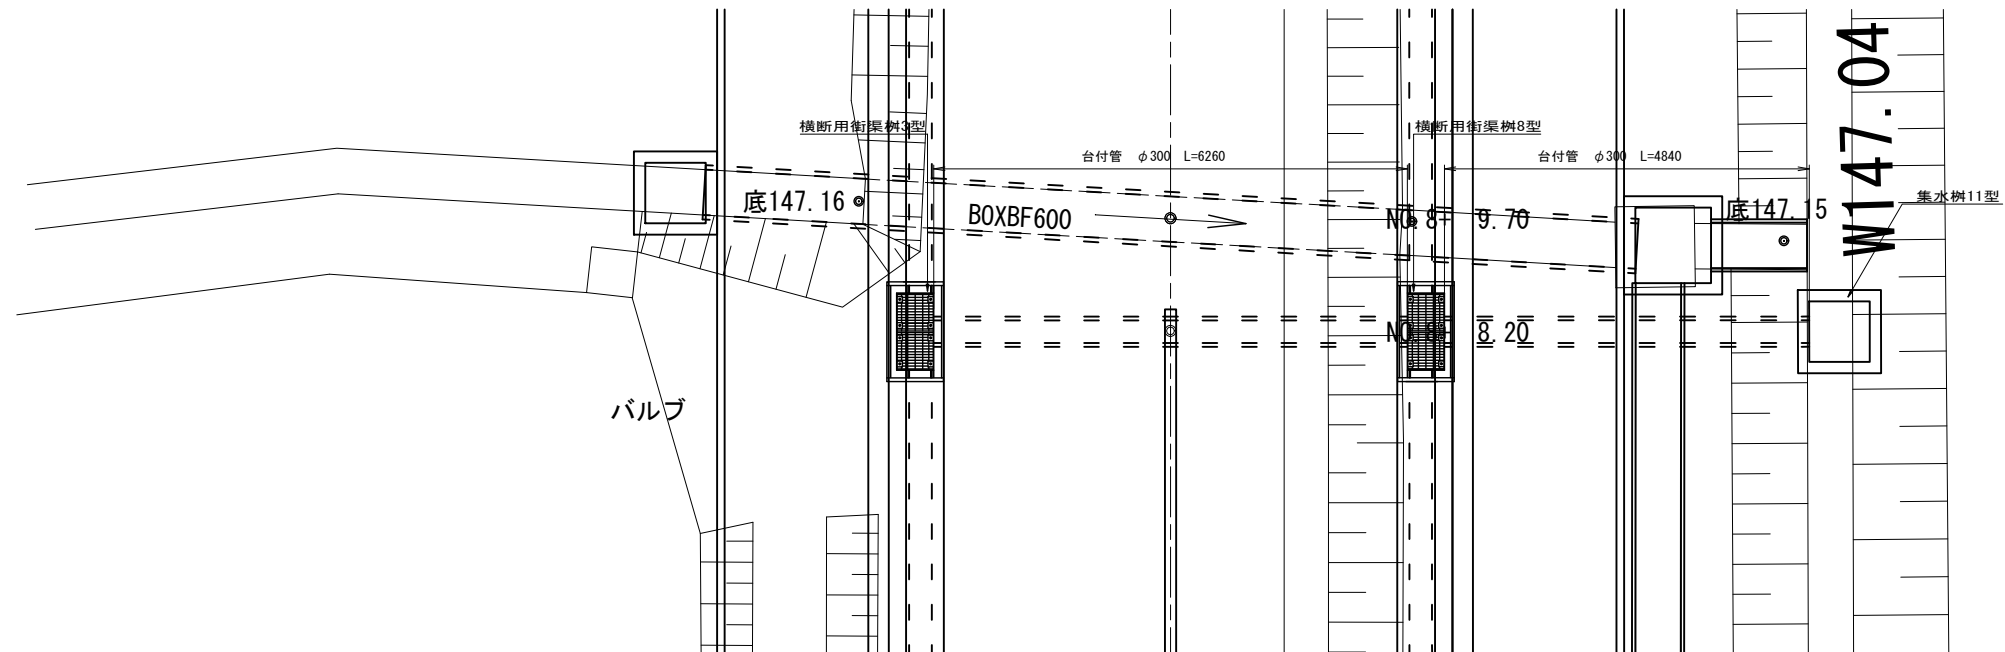 W147.04
横断用街渠桝3型
横断用街渠桝8型
台付管 φ300 L=6260
台付管 φ300 L=4840
集水桝11型
底147.16
BOXBF600
NO.8+ 9.70
底147.15
NO.8+ 8.20
バルブ